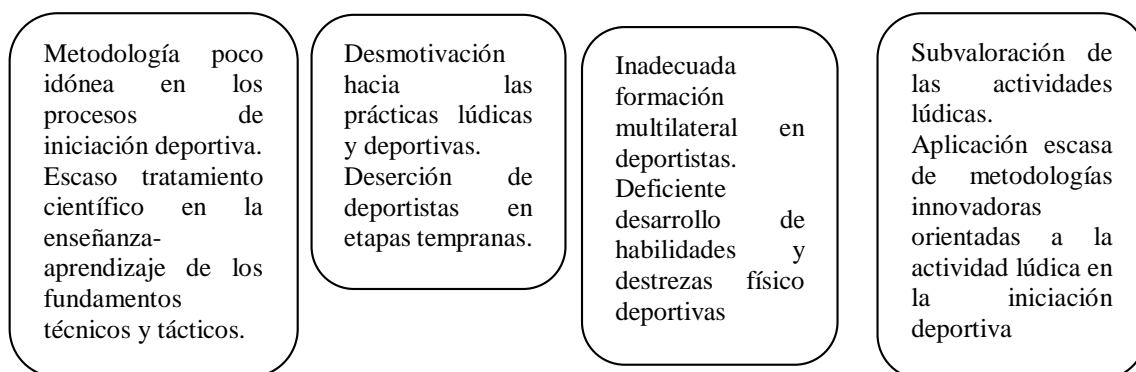 Metodología poco
idónea en los
procesos de
iniciación deportiva.
Escaso tratamiento
científico en la
enseñanza-
aprendizaje de los
fundamentos
técnicos y tácticos.
Desmotivación
hacia las
prácticas lúdicas
y deportivas.
Deserción de
deportistas en
etapas tempranas.
Inadecuada
formación
multilateral en
deportistas.
Deficiente
desarrollo de
habilidades y
destrezas físico
deportivas
Subvaloración de
las actividades
lúdicas.
Aplicación escasa
de metodologías
innovadoras
orientadas a la
actividad lúdica en
la iniciación
deportiva